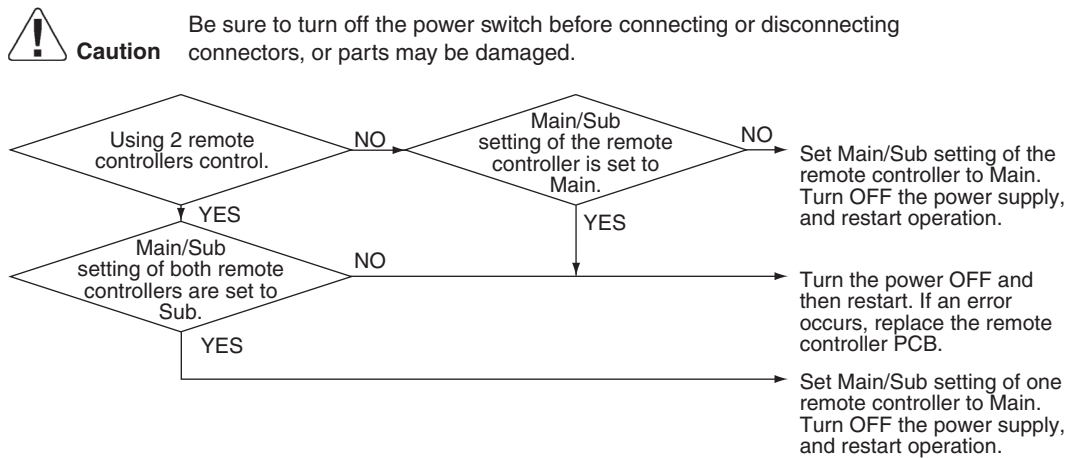 Be sure to turn off the power switch before connecting or disconnecting
Caution connectors, or parts may be damaged.
Using 2 remote
controllers control.
NO
Main/Sub
setting of the remote
controller is set to
Main.
NO
Set Main/Sub setting of the
remote controller to Main.
Turn OFF the power supply,
and restart operation.
YES
YES
Main/Sub
setting of both remote
controllers are set to
Sub.
NO
Turn the power OFF and
then restart. If an error
occurs, replace the remote
controller PCB.
YES
Set Main/Sub setting of one
remote controller to Main.
Turn OFF the power supply,
and restart operation.